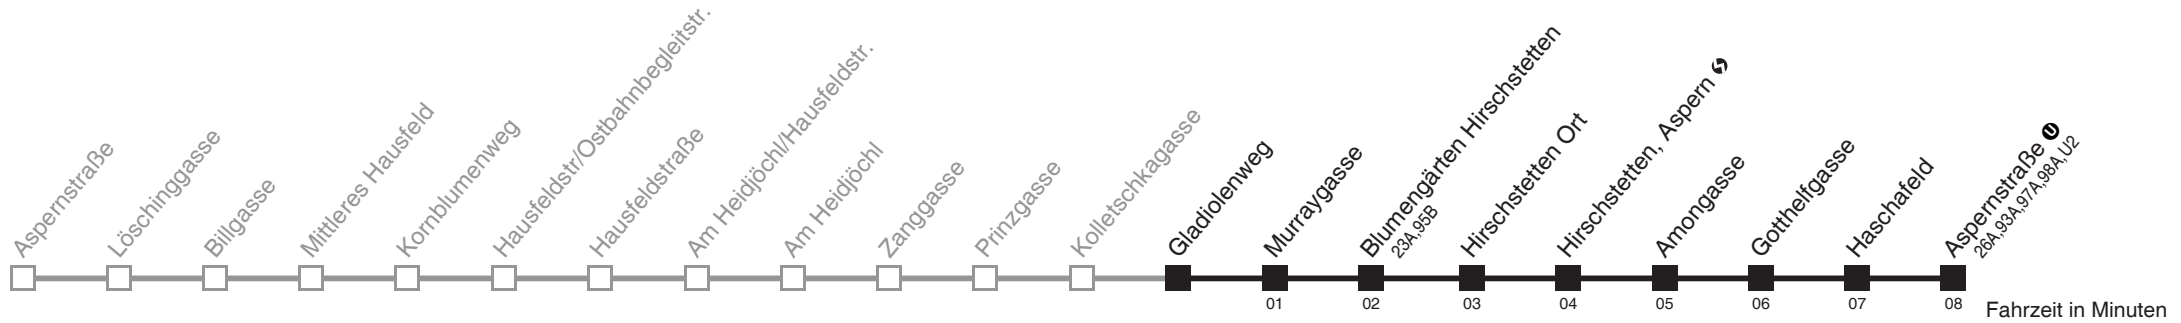 Aspernstraße
Löschinggasse
Billgasse
Mittleres Hausfeld
Kornblumenweg
Hausfeldstr/Ostbahnbegleitstr.
Hausfeldstraße
Am Heidjöchl/Hausfeldstr.
Am Heidjöchl
Zanggasse
Prinzgasse
Kolletschkagasse
Gladiolenweg
Murraygasse
Blumengärten Hirschstetten
23A,95B
Hirschstetten Ort
Hirschstetten, Aspern
Amongasse
Gotthelfgasse
Haschafeld
Aspernstraße U
26A,93A,97A,98A,U2
01 02 03 04 05 06 07 08 Fahrzeit in Minuten